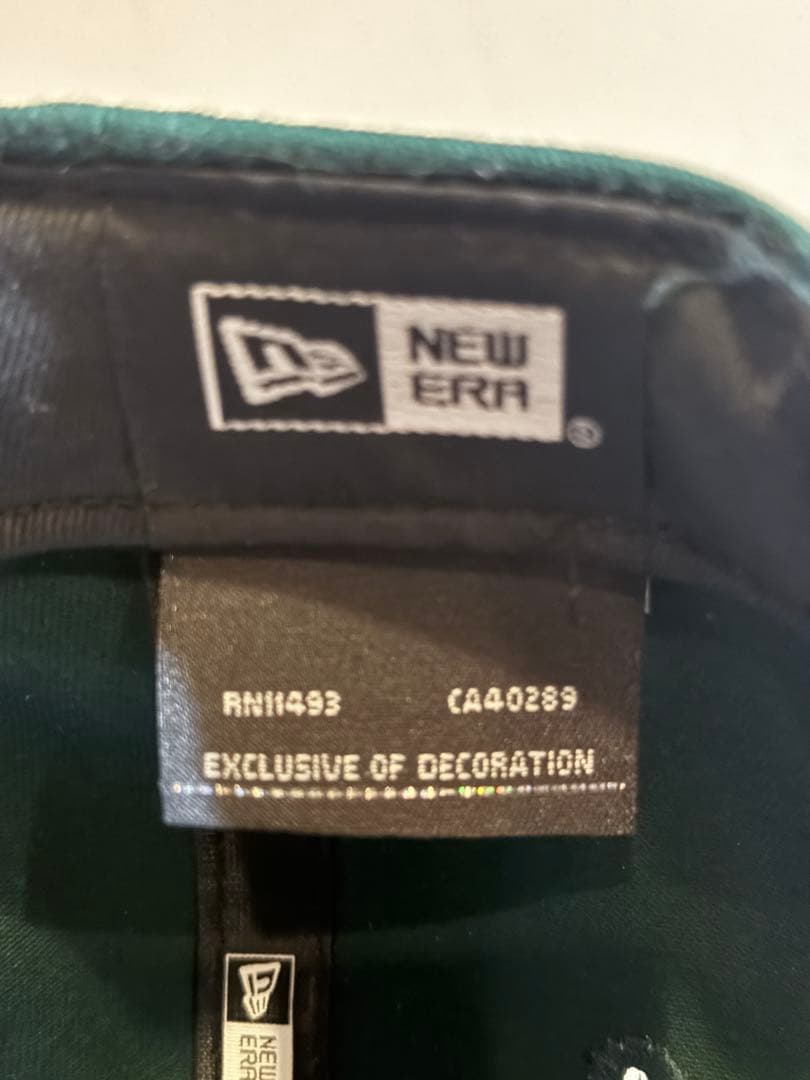 NEW
ERA
®
RN11493 CA40289
EXCLUSIVE OF DECORATION
NEW
ERA